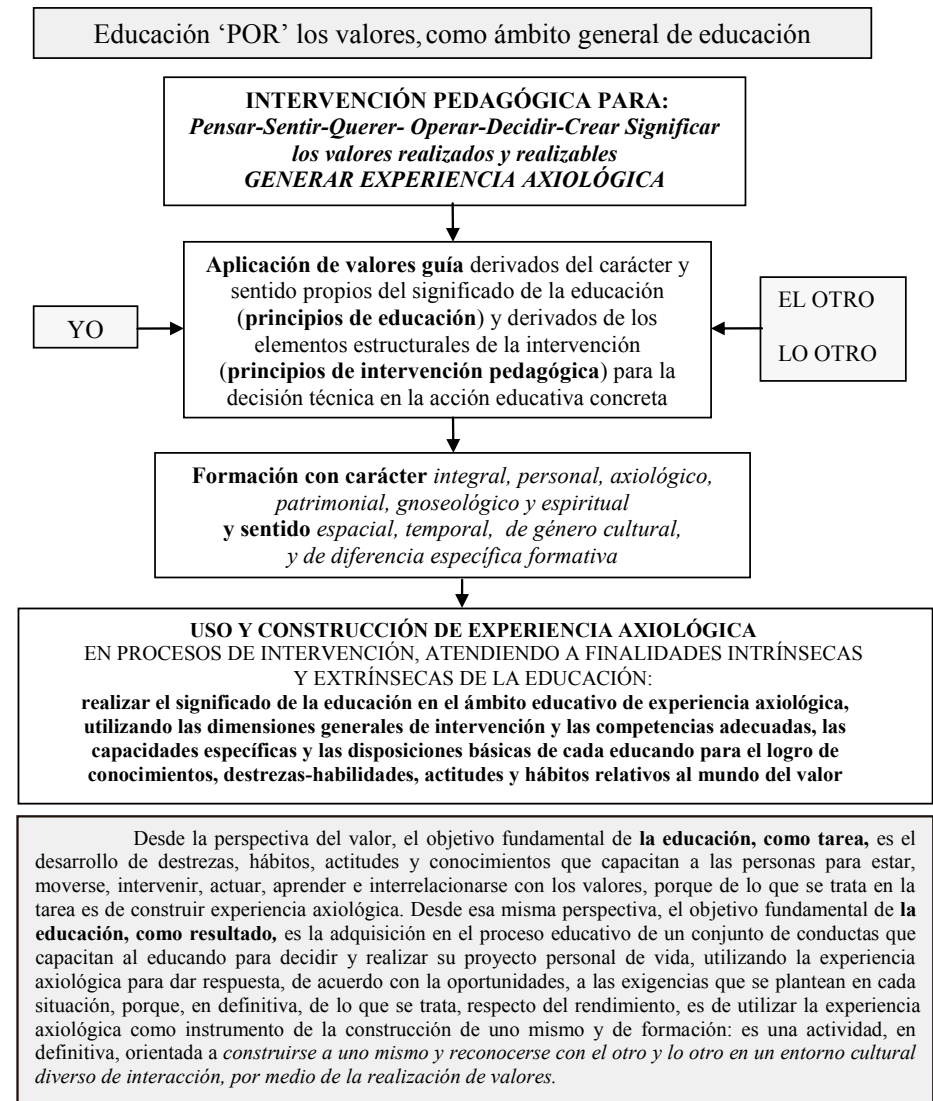 Educación ‘POR’ los valores, como ámbito general de educación
INTERVENCIÓN PEDAGÓGICA PARA:
Pensar-Sentir-Querer- Operar-Decidir-Crear Significar
los valores realizados y realizables
GENERAR EXPERIENCIA AXIOLÓGICA
Aplicación de valores guía derivados del carácter y
sentido propios del significado de la educación
(principios de educación) y derivados de los
elementos estructurales de la intervención
(principios de intervención pedagógica) para la
decisión técnica en la acción educativa concreta
YO
EL OTRO
LO OTRO
Formación con carácter integral, personal, axiológico,
patrimonial, gnoseológico y espiritual
y sentido espacial, temporal, de género cultural,
y de diferencia específica formativa
USO Y CONSTRUCCIÓN DE EXPERIENCIA AXIOLÓGICA
EN PROCESOS DE INTERVENCIÓN, ATENDIENDO A FINALIDADES INTRÍNSECAS
Y EXTRÍNSECAS DE LA EDUCACIÓN:
realizar el significado de la educación en el ámbito educativo de experiencia axiológica,
utilizando las dimensiones generales de intervención y las competencias adecuadas, las
capacidades específicas y las disposiciones básicas de cada educando para el logro de
conocimientos, destrezas-habilidades, actitudes y hábitos relativos al mundo del valor
Desde la perspectiva del valor, el objetivo fundamental de la educación, como tarea, es el
desarrollo de destrezas, hábitos, actitudes y conocimientos que capacitan a las personas para estar,
moverse, intervenir, actuar, aprender e interrelacionarse con los valores, porque de lo que se trata en la
tarea es de construir experiencia axiológica. Desde esa misma perspectiva, el objetivo fundamental de la
educación, como resultado, es la adquisición en el proceso educativo de un conjunto de conductas que
capacitan al educando para decidir y realizar su proyecto personal de vida, utilizando la experiencia
axiológica para dar respuesta, de acuerdo con la oportunidades, a las exigencias que se plantean en cada
situación, porque, en definitiva, de lo que se trata, respecto del rendimiento, es de utilizar la experiencia
axiológica como instrumento de la construcción de uno mismo y de formación: es una actividad, en
definitiva, orientada a construirse a uno mismo y reconocerse con el otro y lo otro en un entorno cultural
diverso de interacción, por medio de la realización de valores.